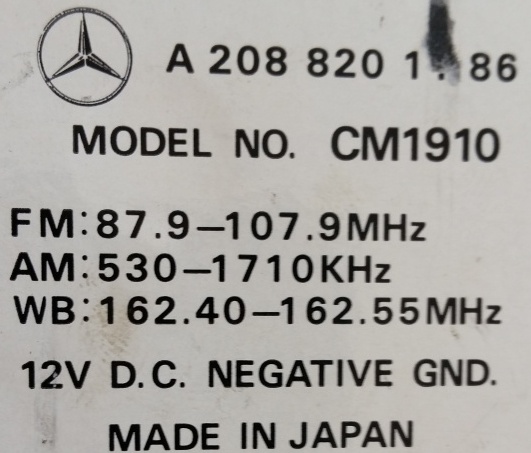 A 208 820 1 86
MODEL NO. CM1910
FM:87.9–107.9MHz
AM:530–1710KHz
WB:162.40–162.55MHz
12V D.C. NEGATIVE GND.
MADE IN JAPAN